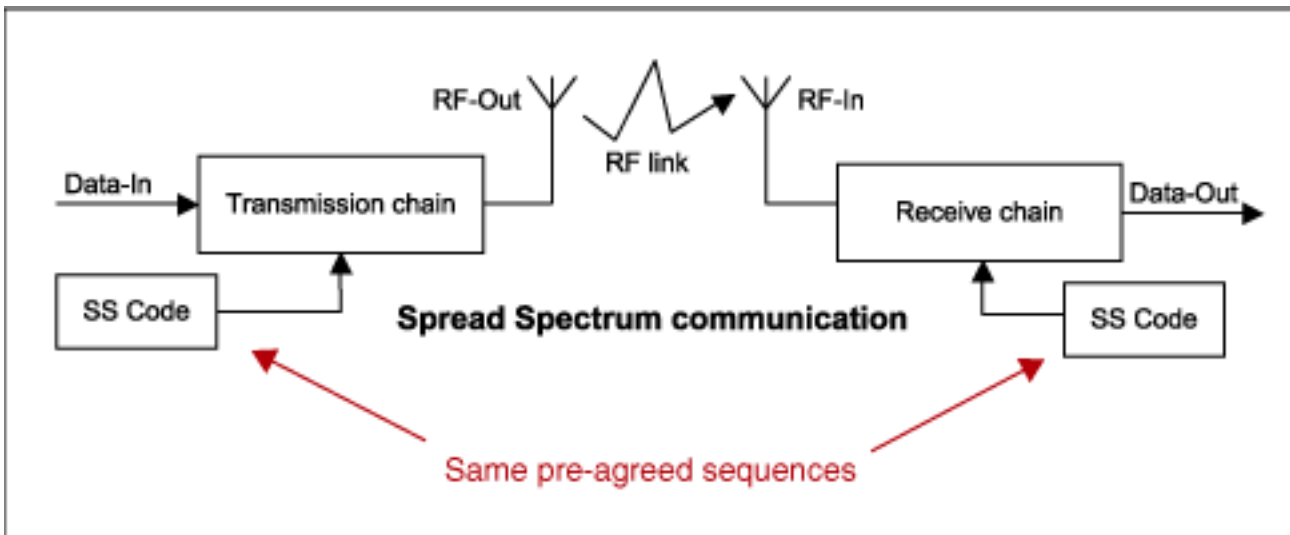 RF-Out
RF-In
RF link
Data-In
Transmission chain
Receive chain
Data-Out
SS Code
Spread Spectrum communication
SS Code
Same pre-agreed sequences